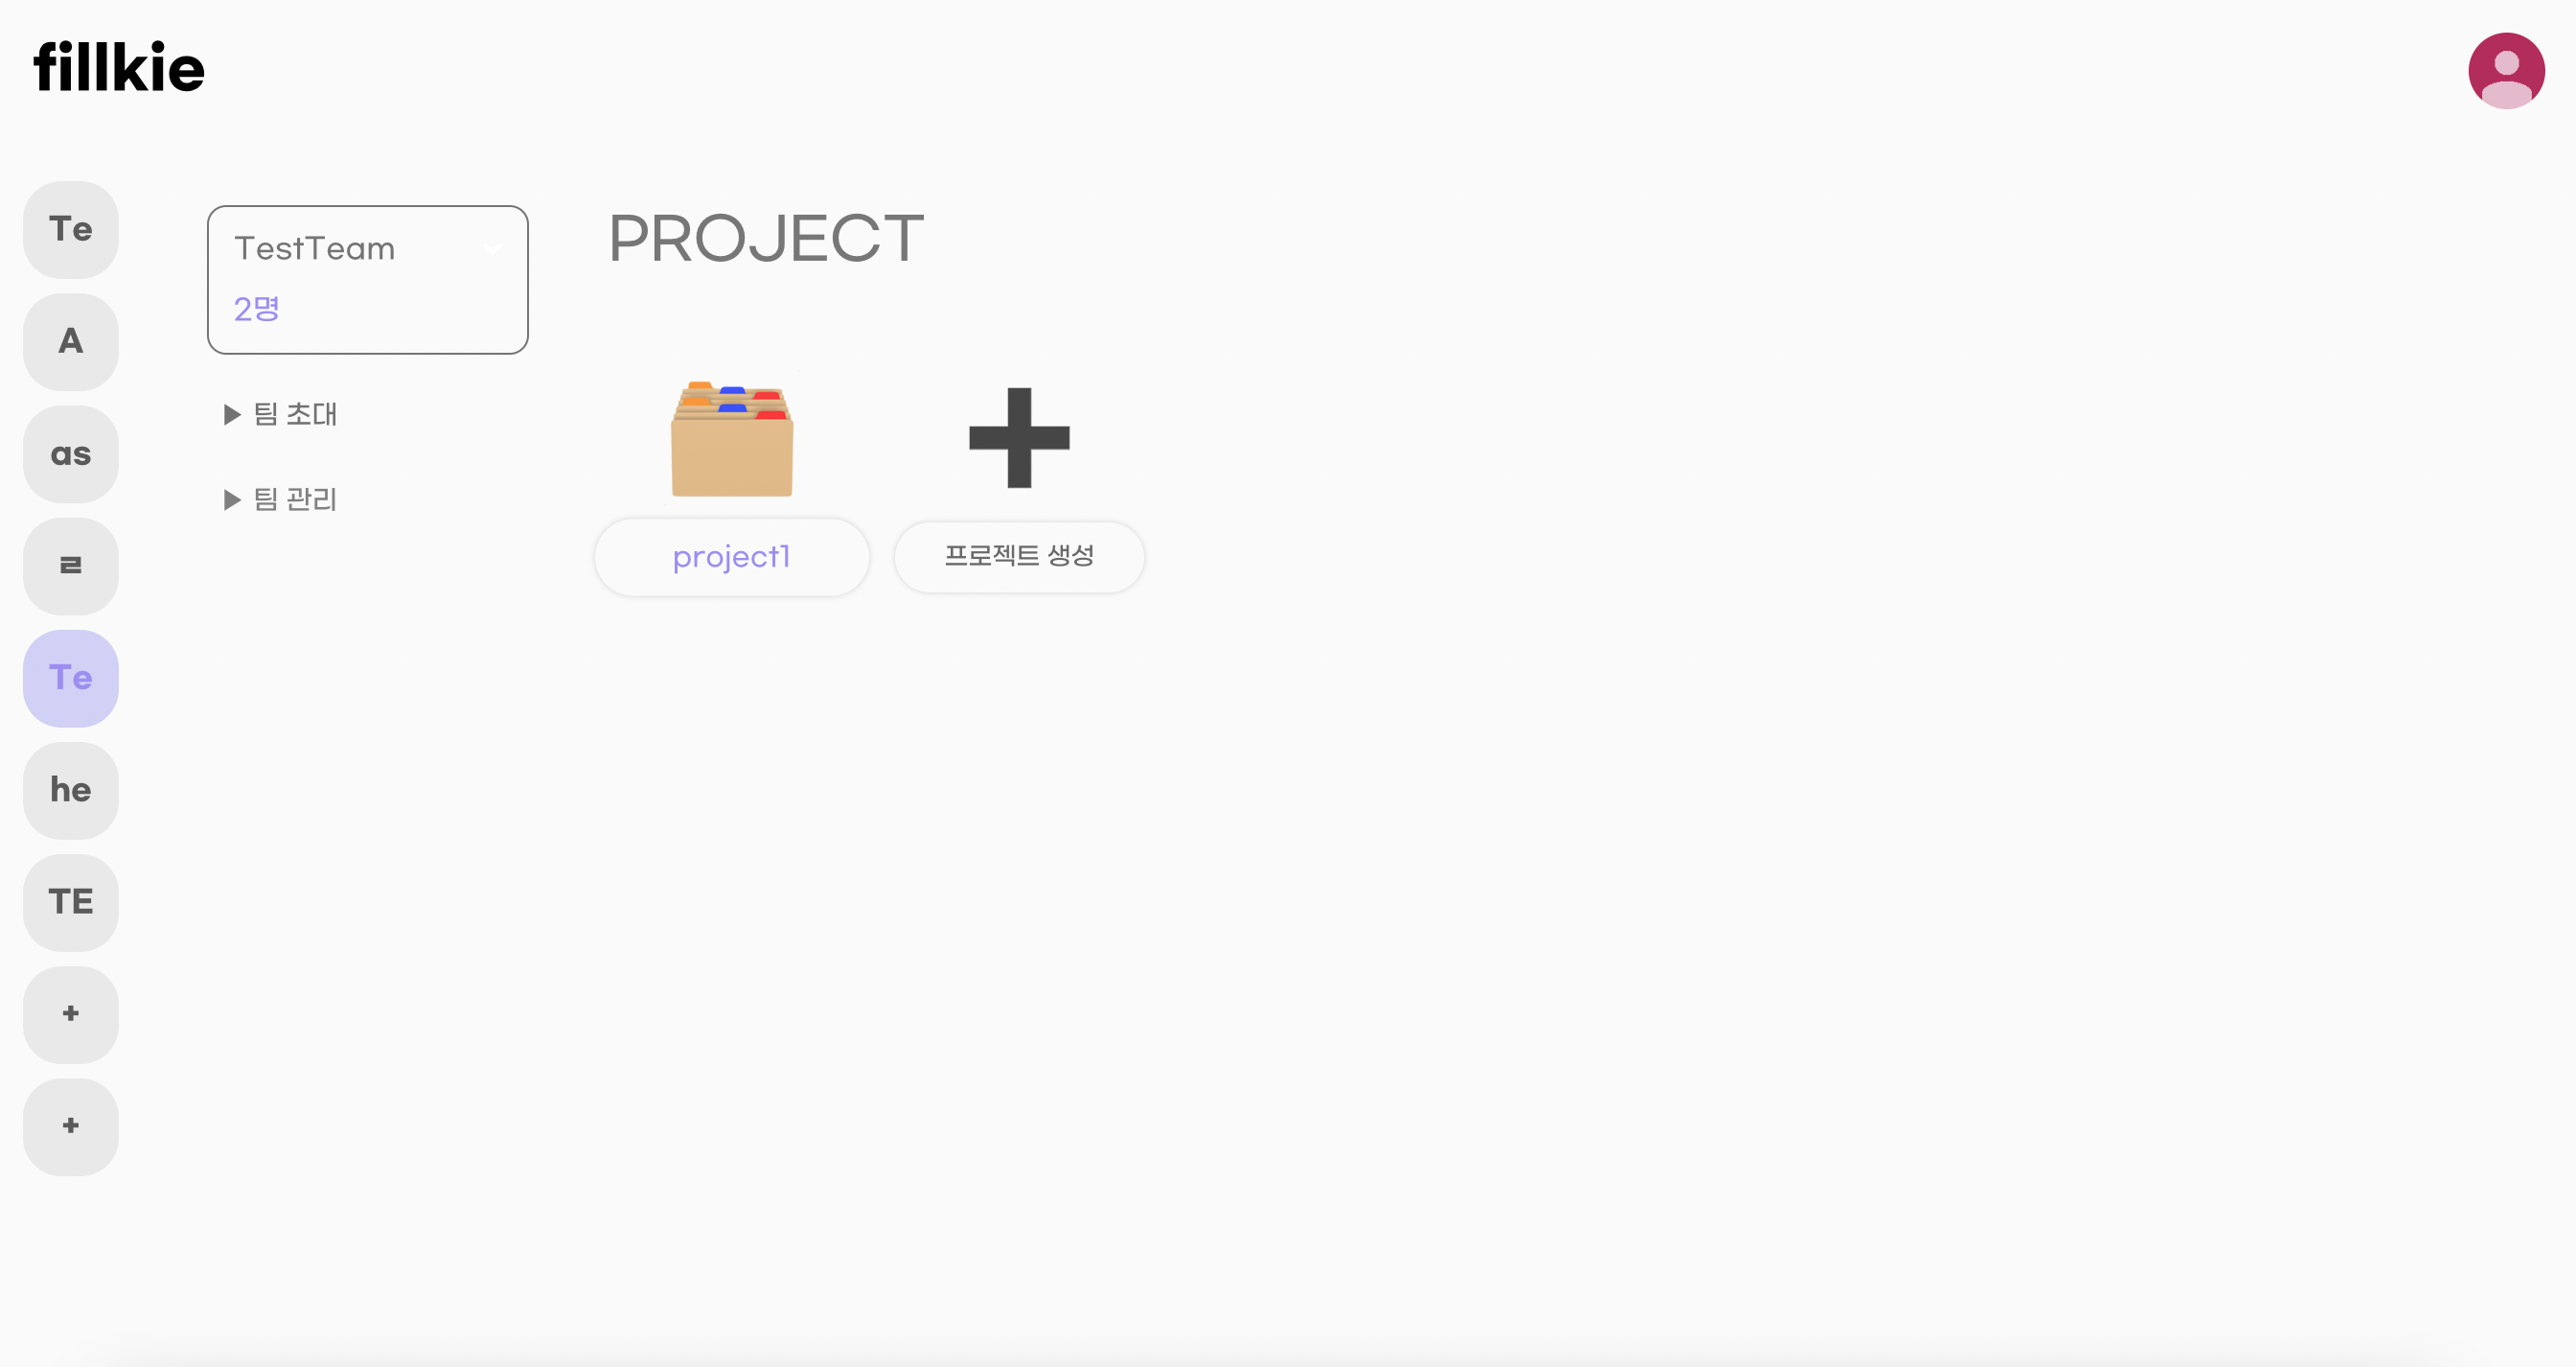 fillkie
Te
A
as
ㄹ
Te
he
TE
+
+
TestTeam
2명
▶ 팀 초대
▶ 팀 관리
PROJECT
project1
프로젝트 생성